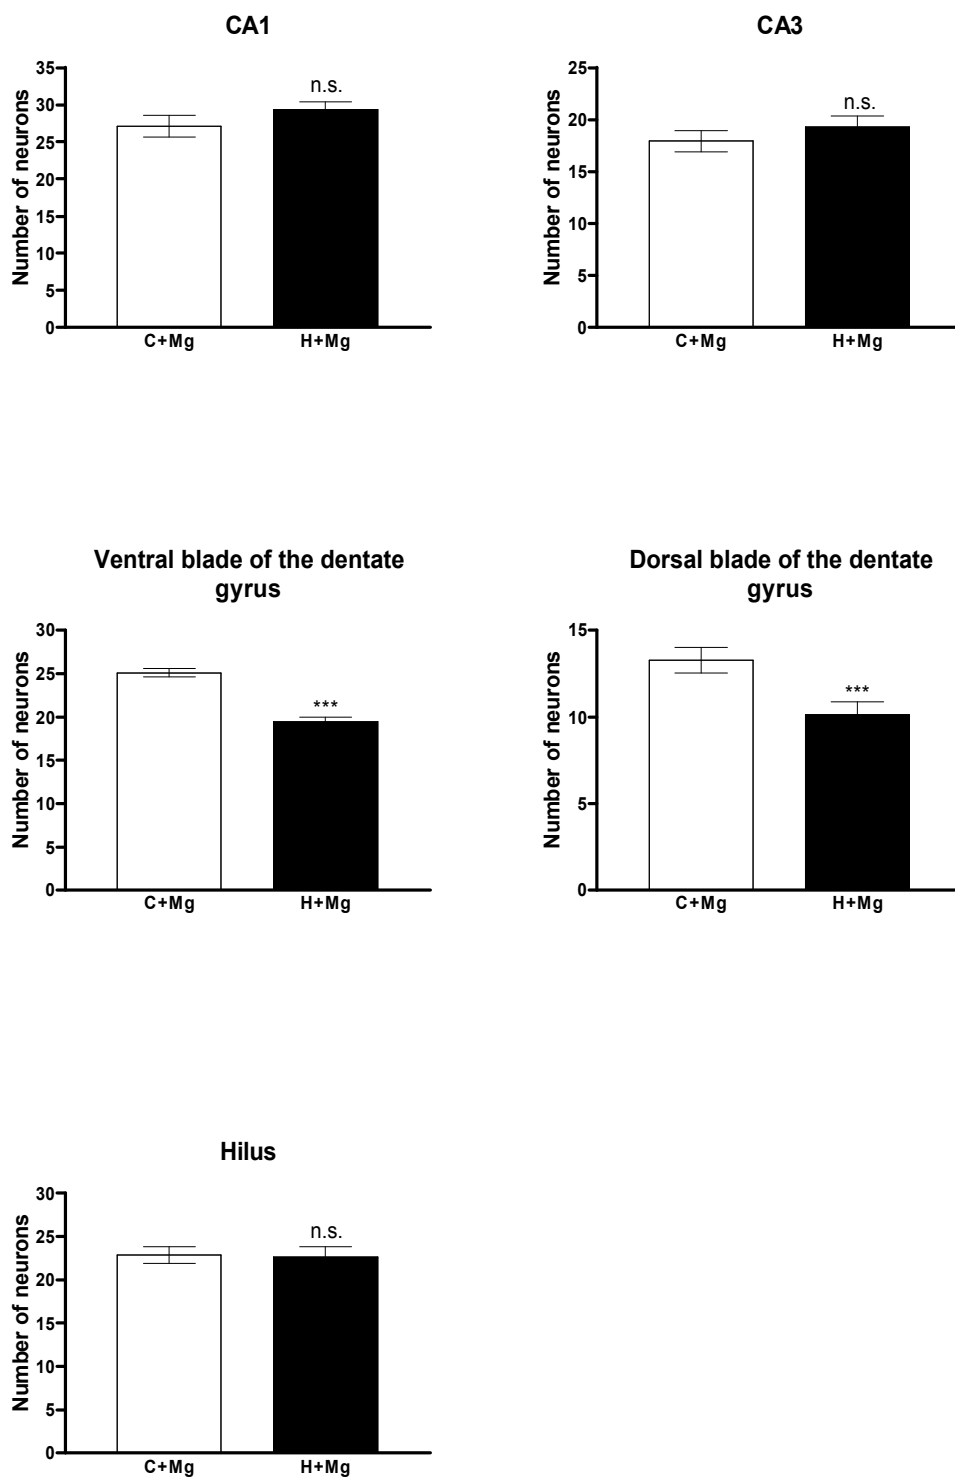 CA1
35
30
25
20
15
10
5
0
Number of neurons
n.s.
C+Mg
H+Mg
CA3
25
20
15
10
5
0
Number of neurons
n.s.
C+Mg
H+Mg
Ventral blade of the dentate
gyrus
30
25
20
15
10
5
0
Number of neurons
***
C+Mg
H+Mg
Dorsal blade of the dentate
gyrus
15
10
5
0
Number of neurons
***
C+Mg
H+Mg
Hilus
30
25
20
15
10
5
0
Number of neurons
n.s.
C+Mg
H+Mg